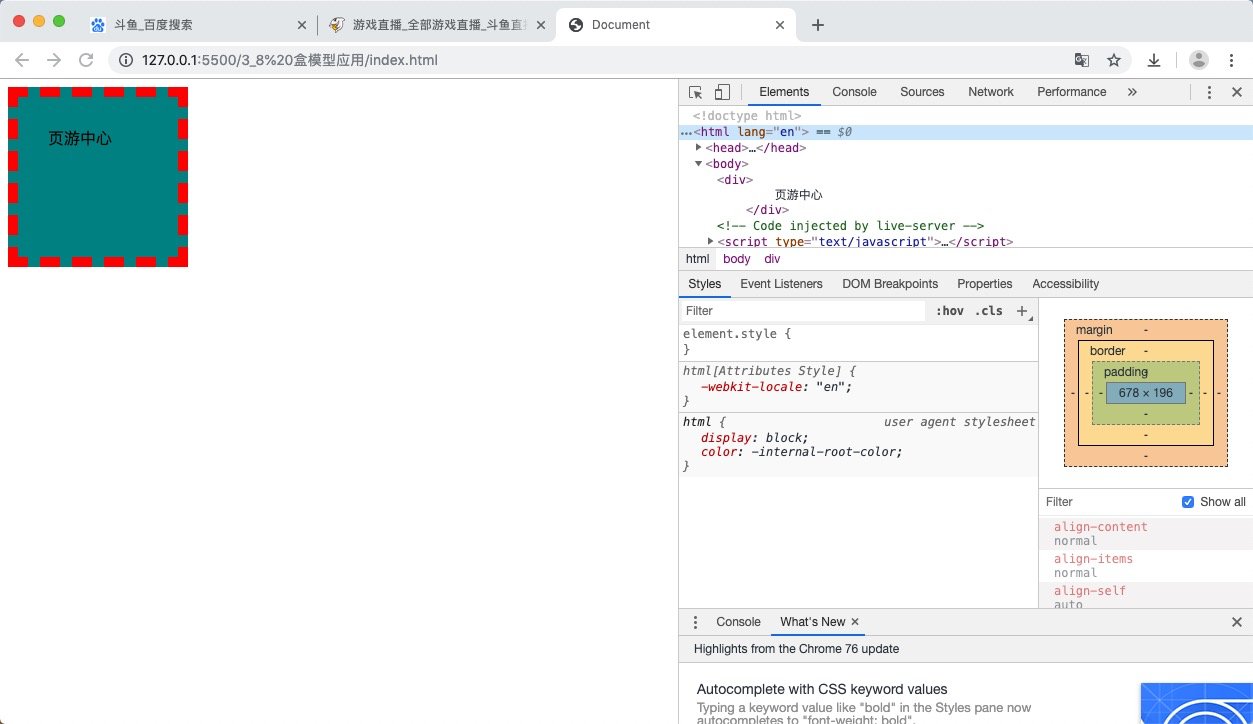 斗鱼_百度搜索
游戏直播_全部游戏直播_斗鱼直
Document
127.0.0.1:5500/3_8%20盒模型应用/index.html
页游中心
Elements Console Sources Network Performance »
<!doctype html>
…<html lang="en"> == $0
<head>…</head>
<body>
<div>
页游中心
</div>
<!-- Code injected by live-server -->
<script type="text/javascript">…</script>
html body div
Styles Event Listeners DOM Breakpoints Properties Accessibility
Filter :hov .cls +
element.style {
}
html[Attributes Style] {
-webkit-locale: "en";
}
html { user agent stylesheet
display: block;
color: -internal-root-color;
}
margin -
border -
padding -
- - - 678 × 196 - - -
-
-
-
Filter Show all
align-content
normal
align-items
normal
align-self
auto
Console What's New ×
Highlights from the Chrome 76 update
Autocomplete with CSS keyword values
Typing a keyword value like "bold" in the Styles pane now
autocompletes to "font-weight: bold".